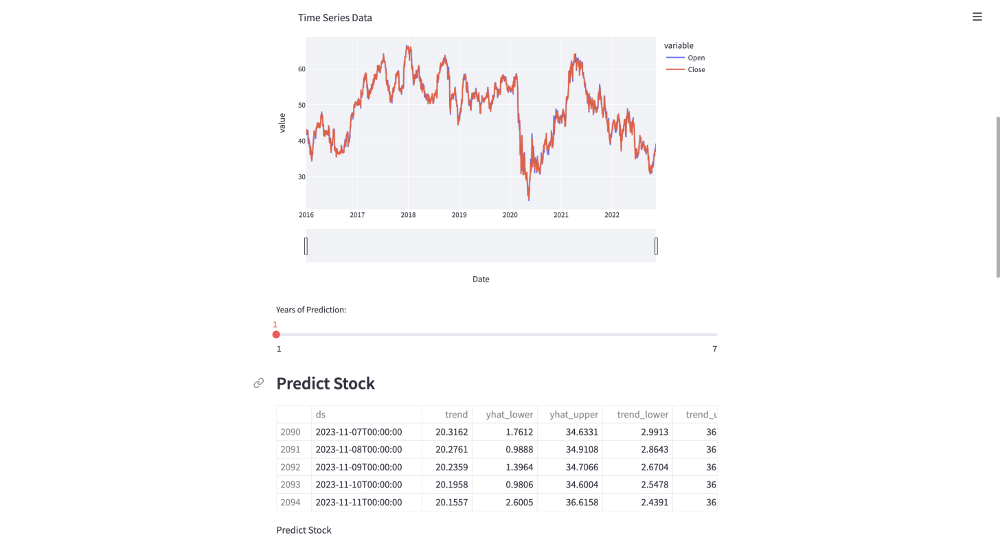 Time Series Data
variable
Open
Close
60
50
40
30
value
2016 2017 2018 2019 2020 2021 2022
Date
Years of Prediction:
1
1 7
Predict Stock
ds trend yhat_lower yhat_upper trend_lower trend_u
2090 2023-11-07T00:00:00 20.3162 1.7612 34.6331 2.9913 36
2091 2023-11-08T00:00:00 20.2761 0.9888 34.9108 2.8643 36
2092 2023-11-09T00:00:00 20.2359 1.3964 34.7066 2.6704 36
2093 2023-11-10T00:00:00 20.1958 0.9806 34.6004 2.5478 36
2094 2023-11-11T00:00:00 20.1557 2.6005 36.6158 2.4391 36
Predict Stock